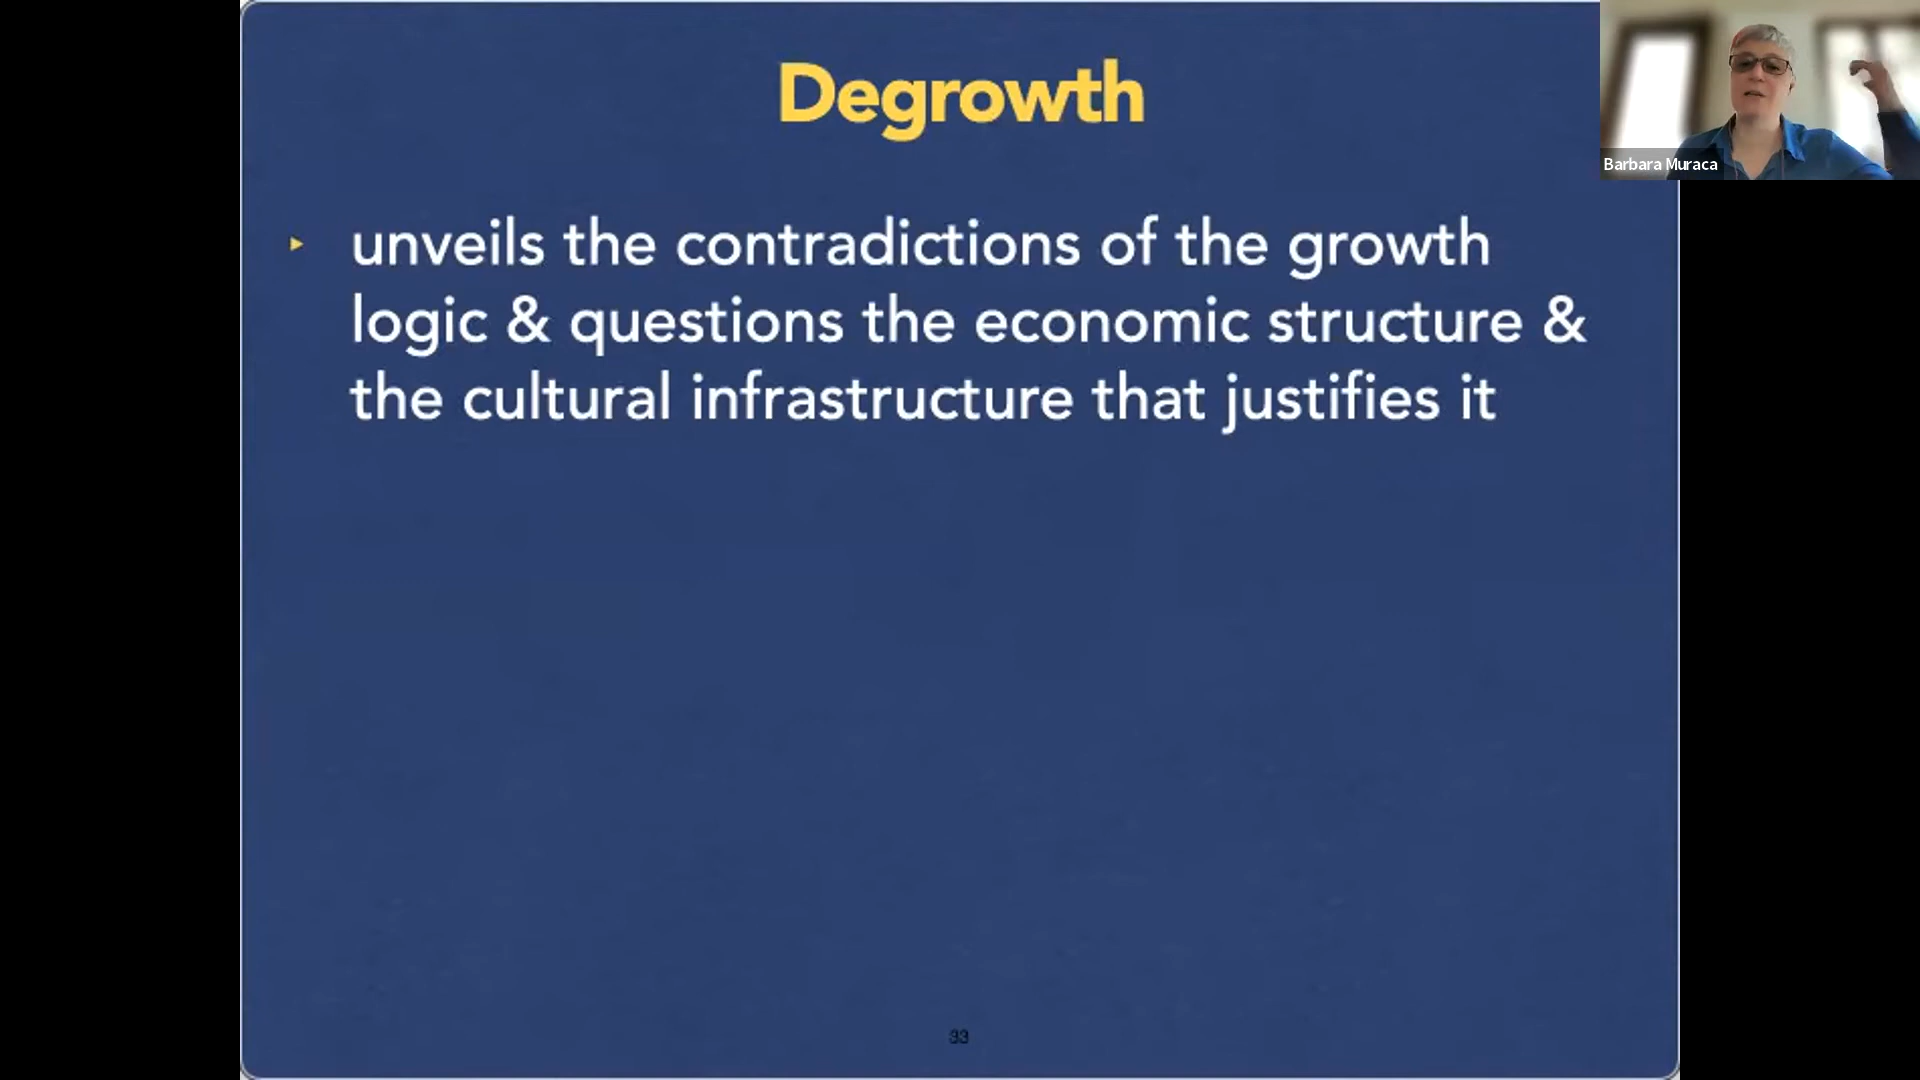 Degrowth
Barbara Muraca
▸ unveils the contradictions of the growth
logic & questions the economic structure &
the cultural infrastructure that justifies it
33